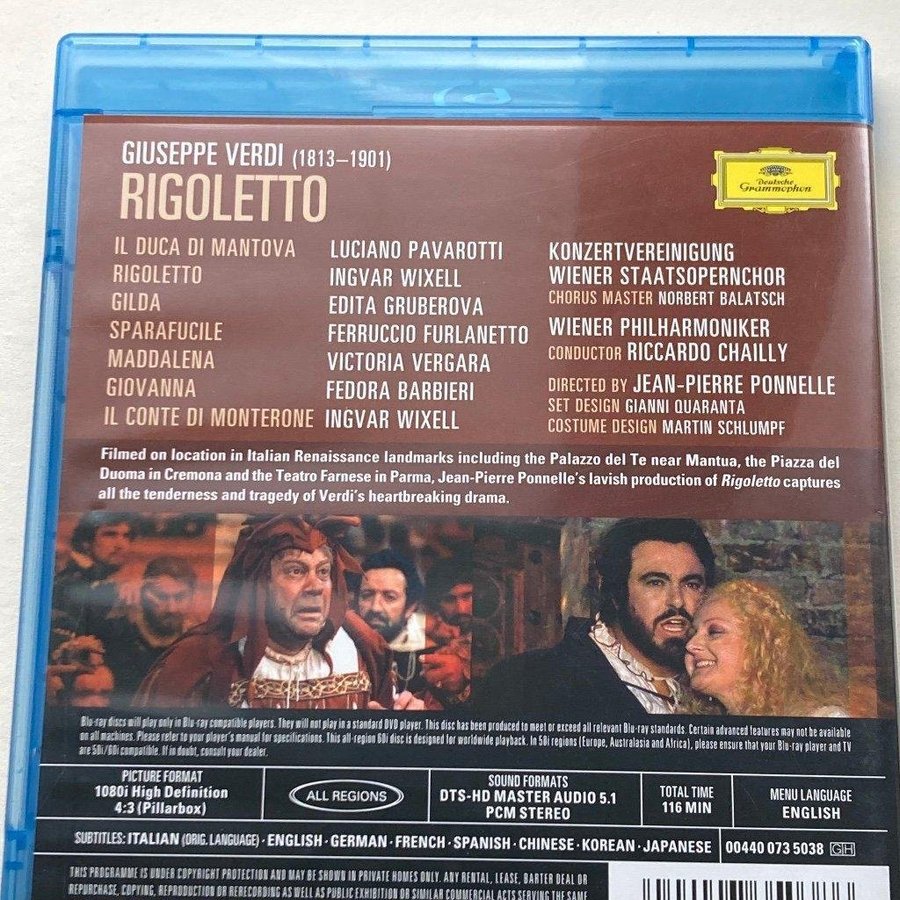 GIUSEPPE VERDI (1813–1901)
RIGOLETTO
Deutsche
Grammophon
IL DUCA DI MANTOVA LUCIANO PAVAROTTI
RIGOLETTO INGVAR WIXELL
GILDA EDITA GRUBEROVA
SPARAFUCILE FERRUCCIO FURLANETTO
MADDALENA VICTORIA VERGARA
GIOVANNA FEDORA BARBIERI
IL CONTE DI MONTERONE INGVAR WIXELL
KONZERTVEREINIGUNG
WIENER STAATSOPERNCHOR
CHORUS MASTER NORBERT BALATSCH
WIENER PHILHARMONIKER
CONDUCTOR RICCARDO CHAILLY
DIRECTED BY JEAN-PIERRE PONNELLE
SET DESIGN GIANNI QUARANTA
COSTUME DESIGN MARTIN SCHLUMPF
Filmed on location in Italian Renaissance landmarks including the Palazzo del Te near Mantua, the Piazza del
Duoma in Cremona and the Teatro Farnese in Parma, Jean-Pierre Ponnelle's lavish production of Rigoletto captures
all the tenderness and tragedy of Verdi's heartbreaking drama.
Blu-ray discs will play only in Blu-ray compatible players. They will not play in a standard DVD player. This disc has been produced to meet or exceed all relevant Blu-ray standards. Certain advanced features may not be available
on all machines. Please refer to your player's manual for specifications. This all-region 60i disc is designed for worldwide playback. In 50i regions (Europe, Australasia and Africa), please ensure that your Blu-ray player and TV
are 50i/60i compatible. If in doubt, consult your dealer.
PICTURE FORMAT
1080i High Definition
4:3 (Pillarbox)
ALL REGIONS
SOUND FORMATS
DTS-HD MASTER AUDIO 5.1
PCM STEREO
TOTAL TIME
116 MIN
MENU LANGUAGE
ENGLISH
SUBTITLES: ITALIAN (ORIG. LANGUAGE) · ENGLISH · GERMAN · FRENCH · SPANISH · CHINESE · KOREAN · JAPANESE
00440 073 5038 GH
THIS PROGRAMME IS UNDER COPYRIGHT PROTECTION AND MAY BE SHOWN IN PRIVATE HOMES ONLY. ANY RENTAL, LEASE, BARTER DEAL OR
REPURCHASE, COPYING, REPRODUCTION OR RERECORDING AS WELL AS PUBLIC EXHIBITION OR SIMILAR COMMERCIAL ACTS SERVING THE SAME